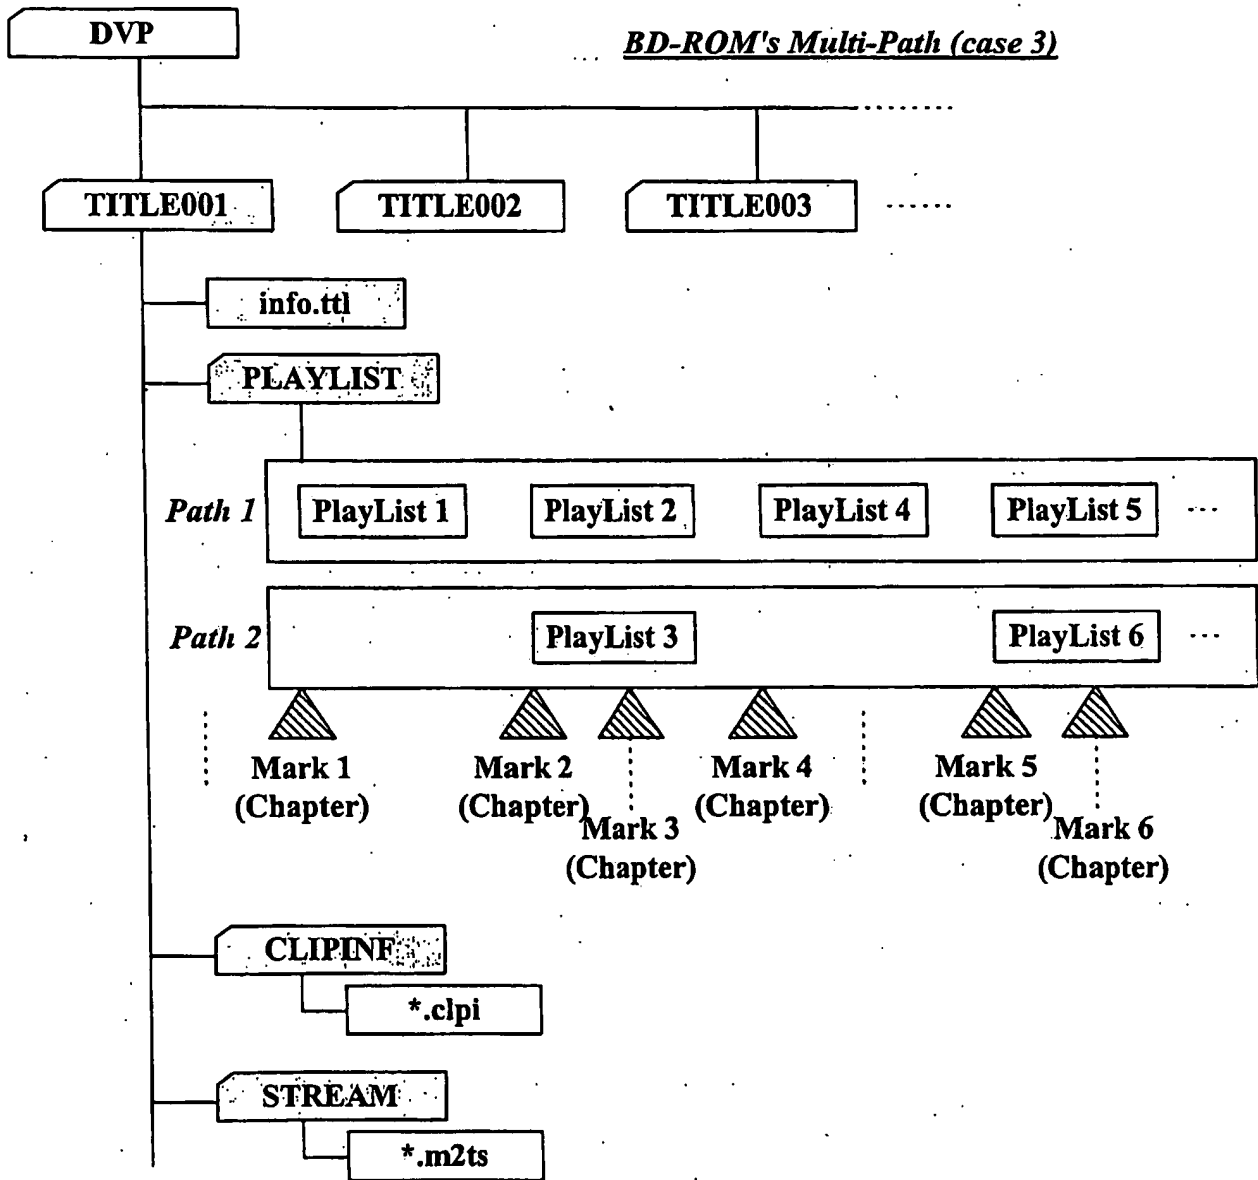 DVP
BD-ROM's Multi-Path (case 3)
TITLE001
TITLE002
TITLE003
info.ttl
PLAYLIST
Path 1
PlayList 1
PlayList 2
PlayList 4
PlayList 5
Path 2
PlayList 3
PlayList 6
Mark 1
(Chapter)
Mark 2
(Chapter)
Mark 3
(Chapter)
Mark 4
(Chapter)
Mark 5
(Chapter)
Mark 6
(Chapter)
CLIPINF
*.clpi
STREAM
*.m2ts